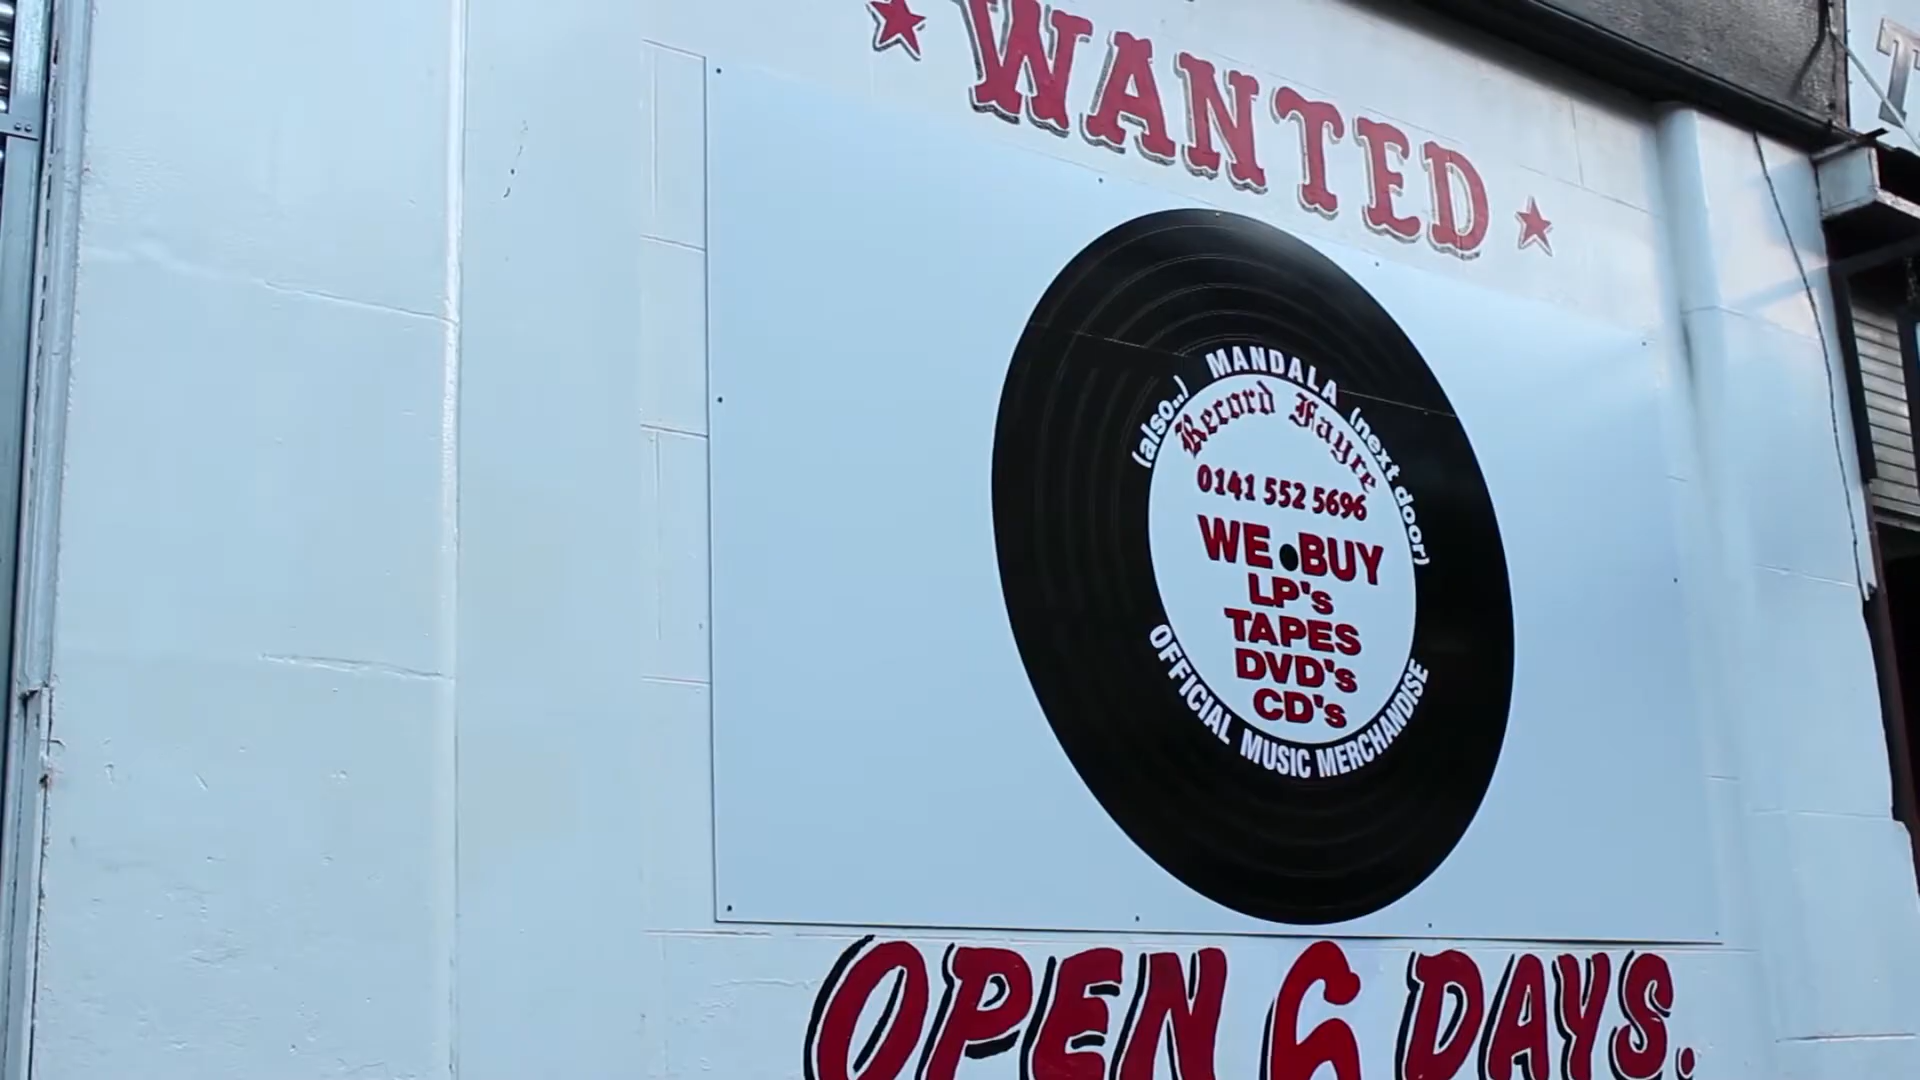 WANTED
(also..) MANDALA (next door)
Record Fayre
0141 552 5696
WE BUY
LP's
TAPES
DVD's
CD's
OFFICIAL MUSIC MERCHANDISE
OPEN 6 DAYS.
T